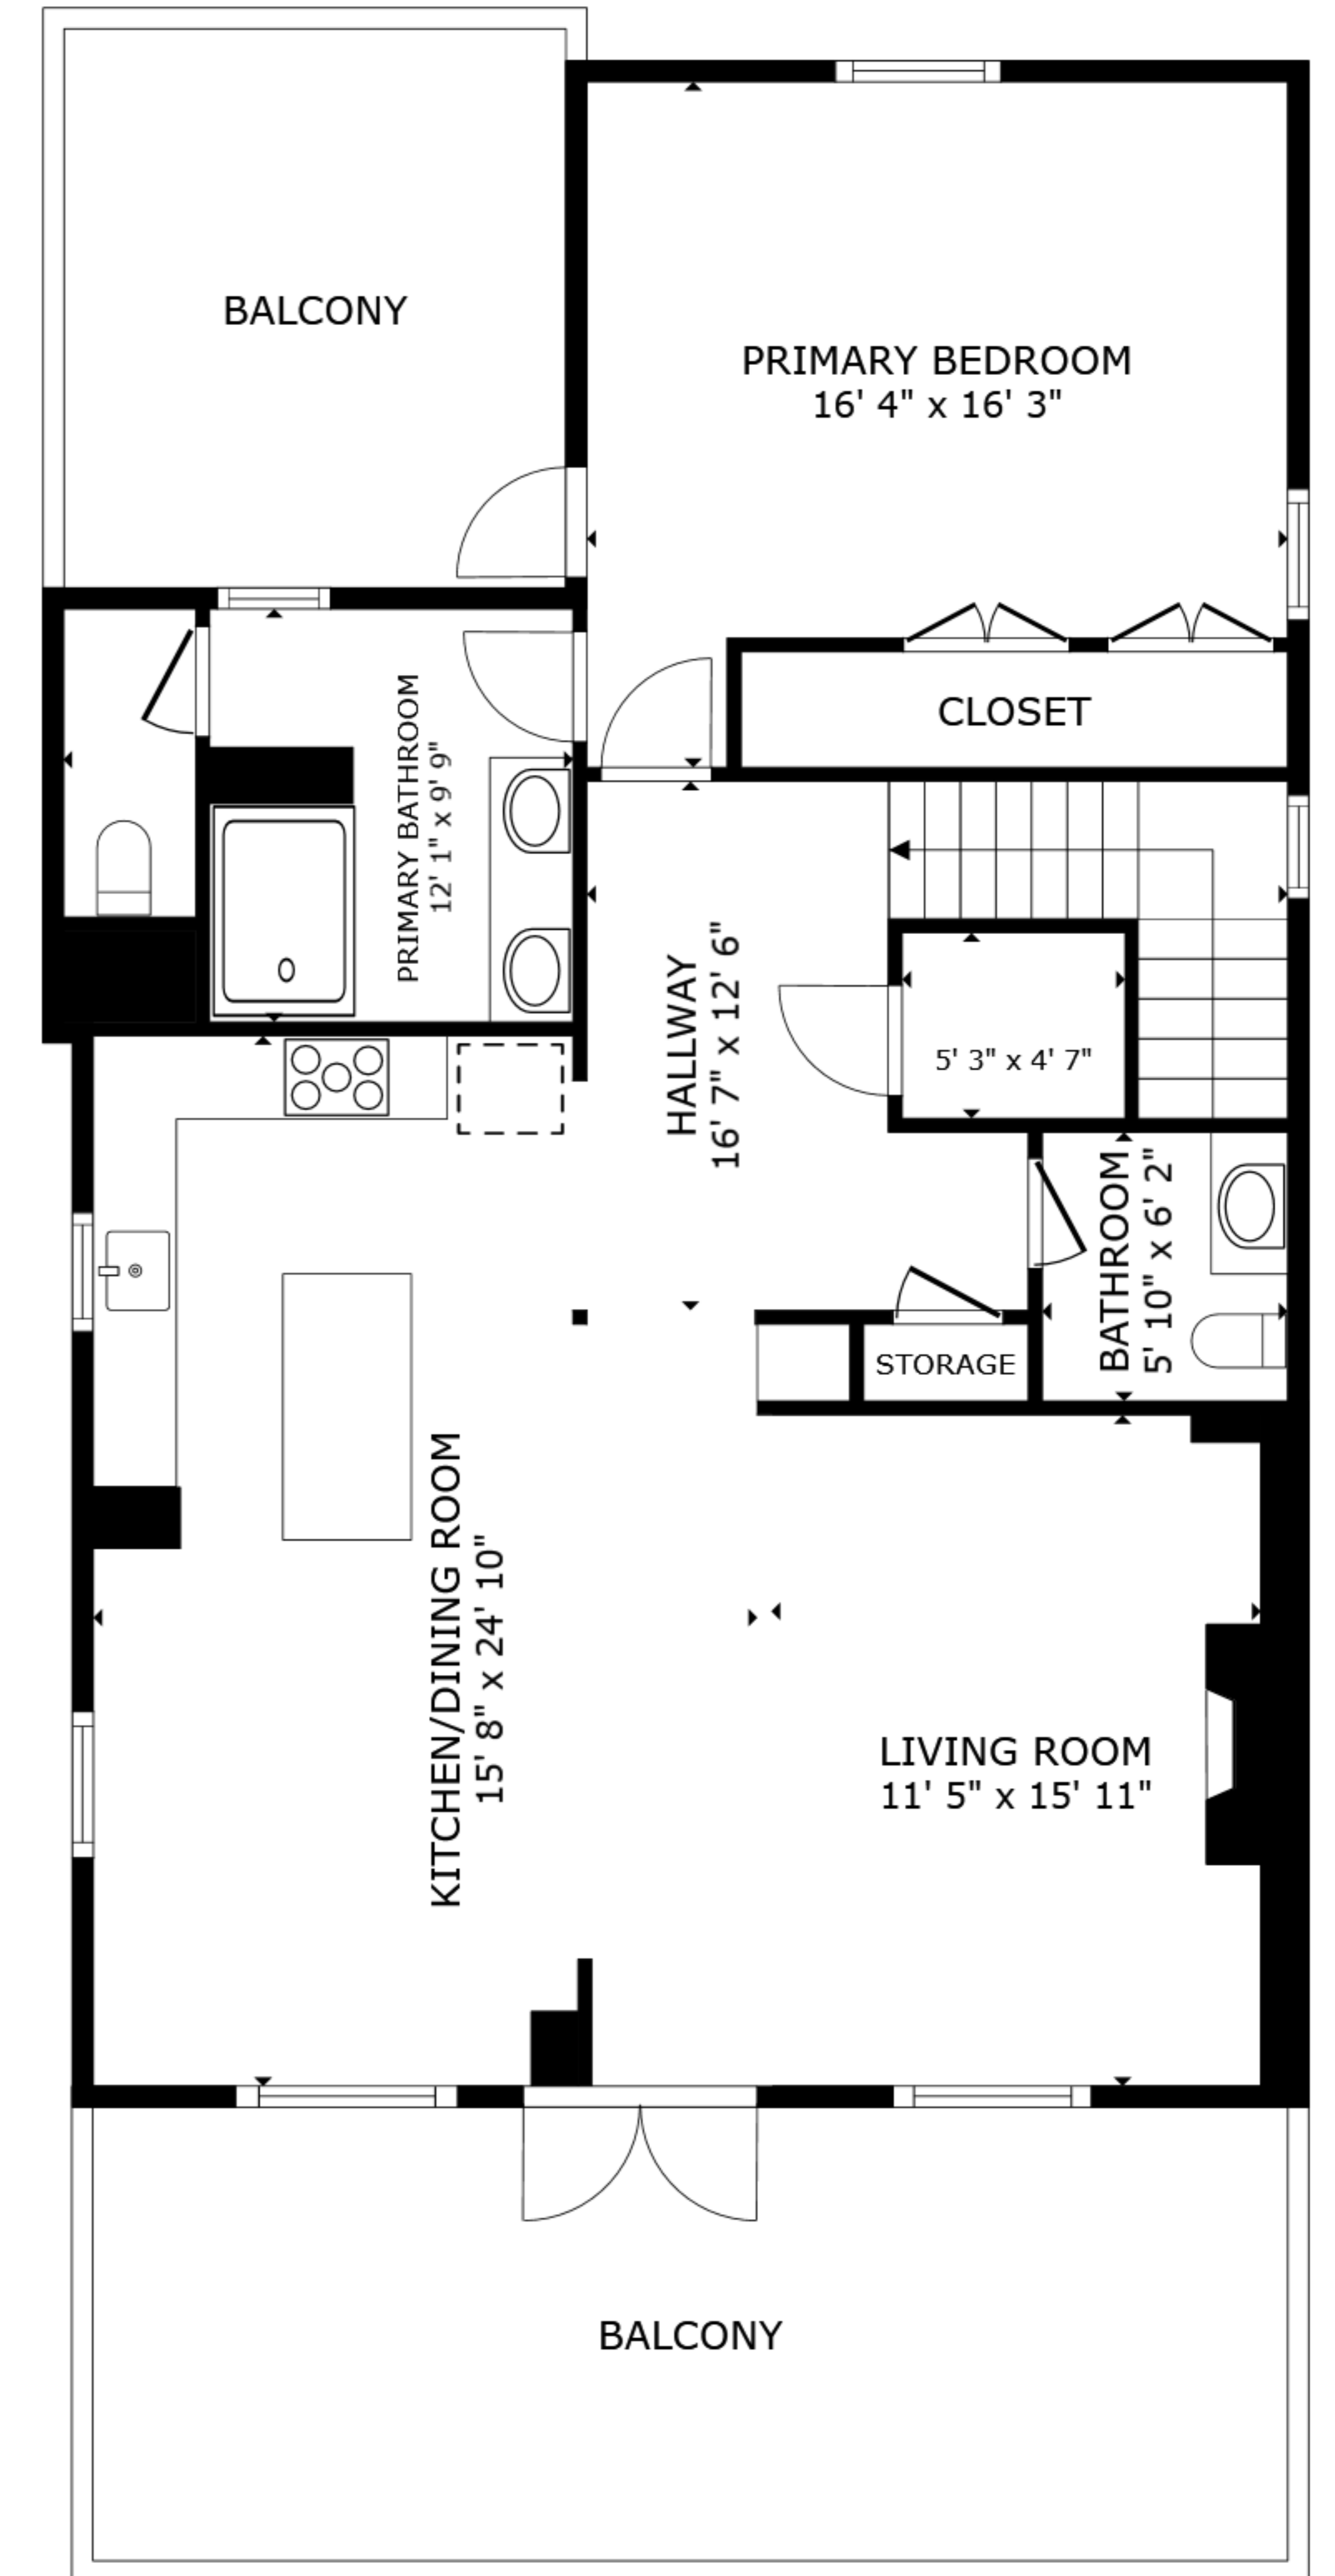 BALCONY
PRIMARY BEDROOM
16' 4" x 16' 3"
PRIMARY BATHROOM
12' 1" x 9' 9"
CLOSET
HALLWAY
16' 7" x 12' 6"
5' 3" x 4' 7"
BATHROOM
5' 10" x 6' 2"
STORAGE
KITCHEN/DINING ROOM
15' 8" x 24' 10"
LIVING ROOM
11' 5" x 15' 11"
BALCONY